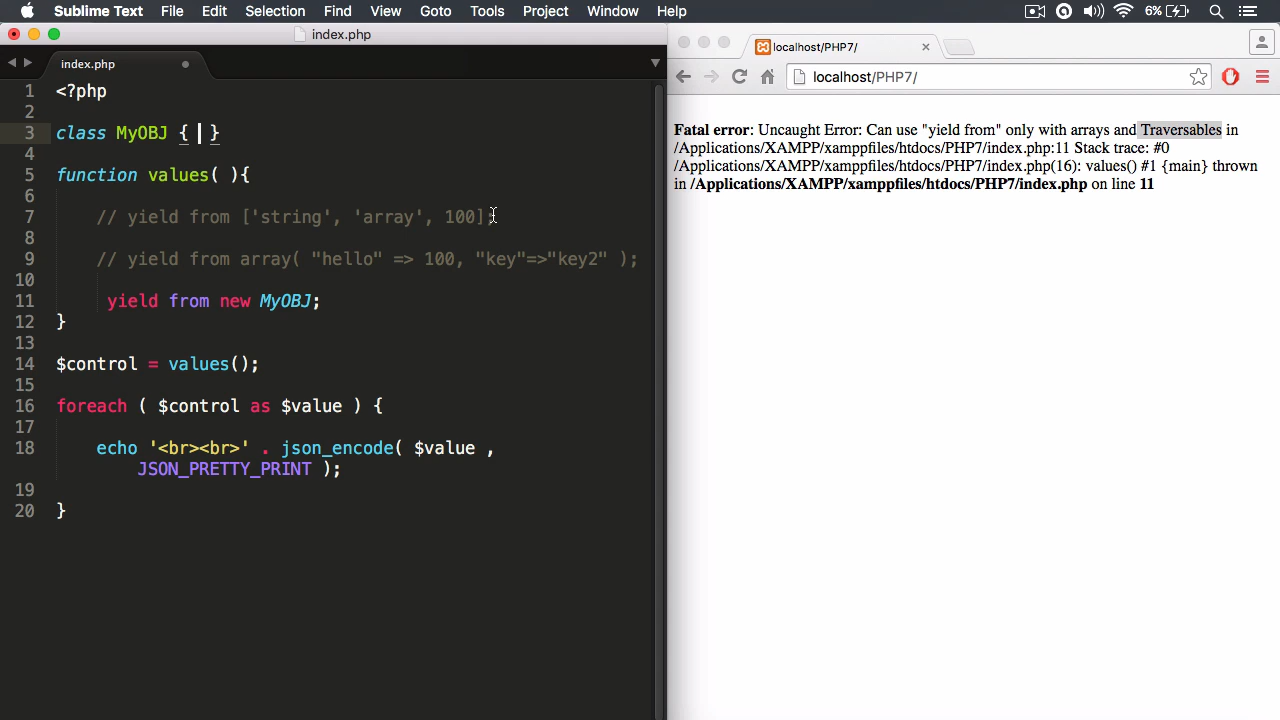 Sublime Text File Edit Selection Find View Goto Tools Project Window Help 6%
index.php
index.php
1 <?php
2
3 class MyOBJ { }
4
5 function values( ){
6
7 // yield from ['string', 'array', 100];
8
9 // yield from array( "hello" => 100, "key"=>"key2" );
10
11 yield from new MyOBJ;
12 }
13
14 $control = values();
15
16 foreach ( $control as $value ) {
17
18 echo '<br><br>' . json_encode( $value ,
JSON_PRETTY_PRINT );
19
20 }
localhost/PHP7/
localhost/PHP7/
Fatal error: Uncaught Error: Can use "yield from" only with arrays and Traversables in
/Applications/XAMPP/xamppfiles/htdocs/PHP7/index.php:11 Stack trace: #0
/Applications/XAMPP/xamppfiles/htdocs/PHP7/index.php(16): values() #1 {main} thrown
in /Applications/XAMPP/xamppfiles/htdocs/PHP7/index.php on line 11